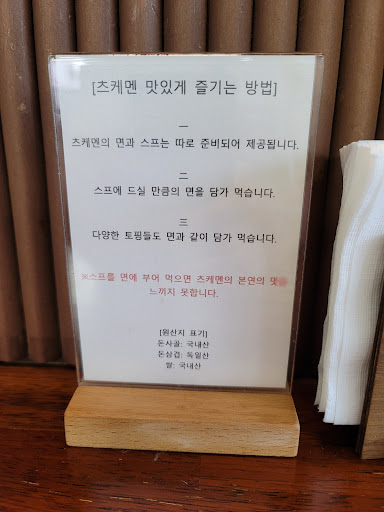 [츠케멘 맛있게 즐기는 방법]
一
츠케멘의 면과 스프는 따로 준비되어 제공됩니다.
二
스프에 드실 만큼의 면을 담가 먹습니다.
三
다양한 토핑들도 면과 같이 담가 먹습니다.
※스프를 면에 부어 먹으면 츠케멘의 본연의
느끼지 못합니다.
[원산지 표기]
돈사골: 국내산
돈삼겹: 독일산
쌀: 국내산